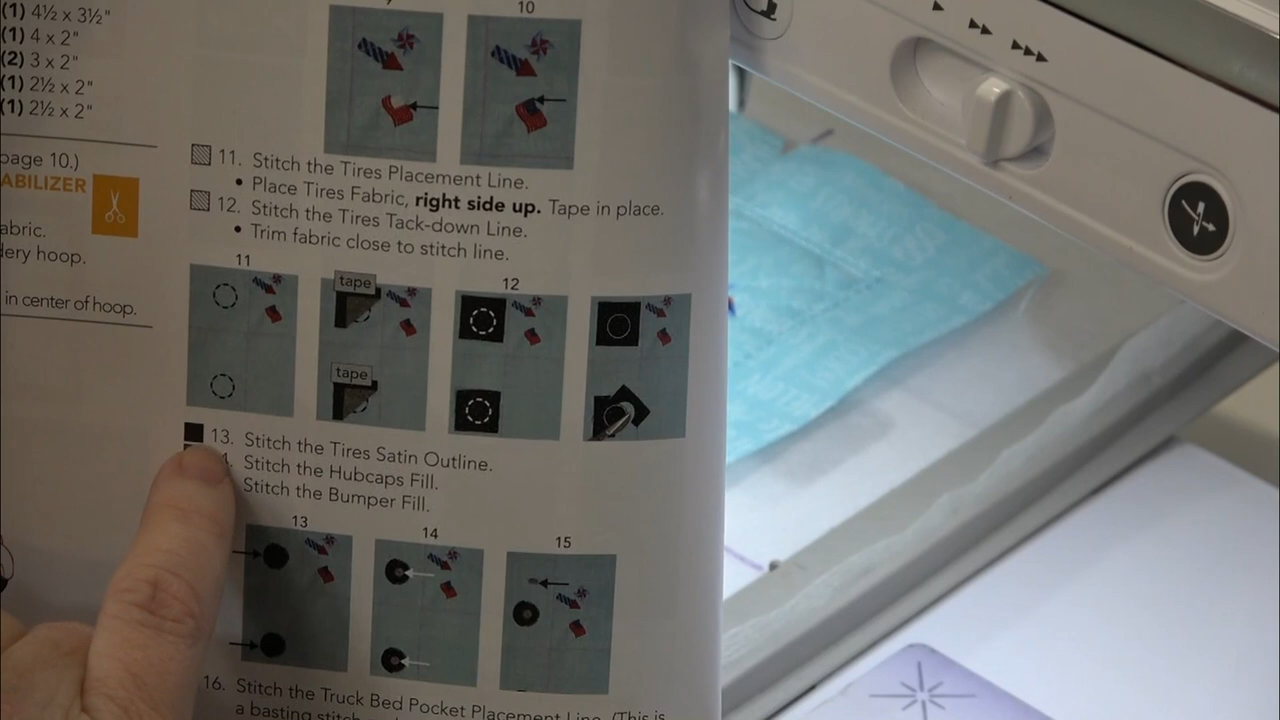 (1) 4½ x 3½"
(1) 4 x 2"
(2) 3 x 2"
(1) 2½ x 2"
(1) 2½ x 2"
page 10.)
ABILIZER
abric.
dery hoop.
in center of hoop.
10
11. Stitch the Tires Placement Line.
• Place Tires Fabric, right side up. Tape in place.
12. Stitch the Tires Tack-down Line.
• Trim fabric close to stitch line.
11
12
tape
tape
13. Stitch the Tires Satin Outline.
Stitch the Hubcaps Fill.
Stitch the Bumper Fill.
13
14
15
16. Stitch the Truck Bed Pocket Placement Line. (This is
a basting stitch